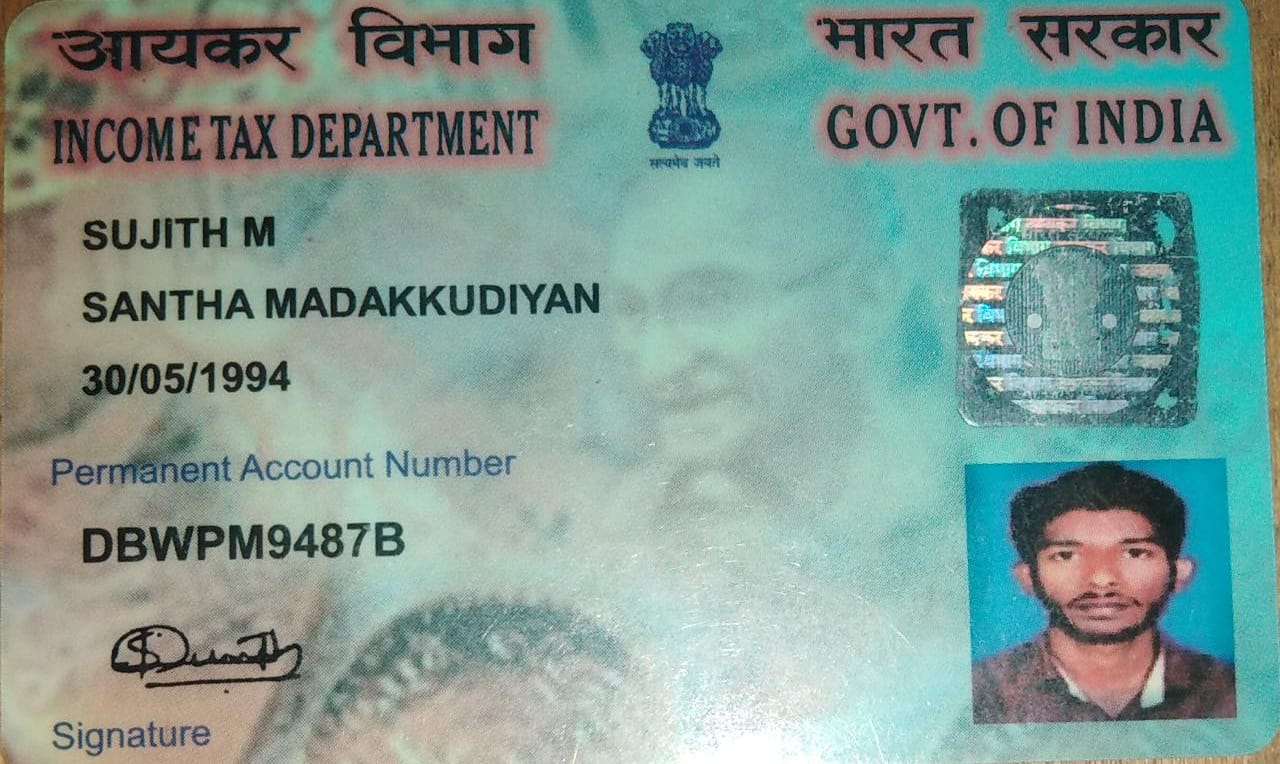 आयकर विभाग
INCOME TAX DEPARTMENT
भारत सरकार
GOVT. OF INDIA
सत्यमेव जयते
SUJITH M
SANTHA MADAKKUDIYAN
30/05/1994
Permanent Account Number
DBWPM9487B
Signature